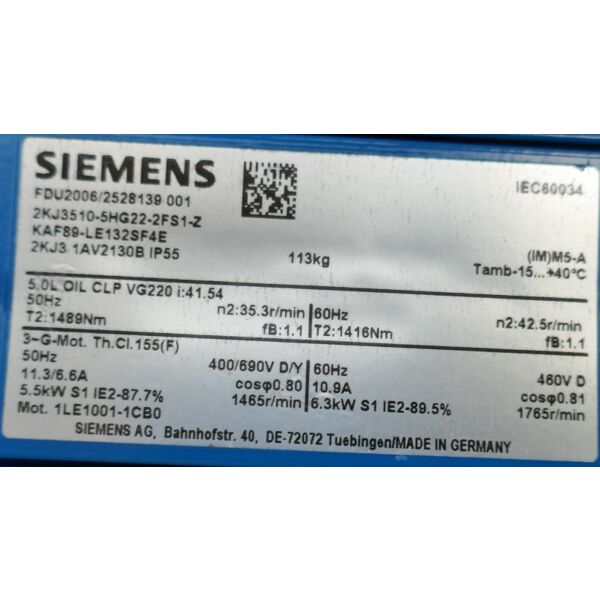 SIEMENS
IEC60034
FDU2006/2528139 001
2KJ3510-5HG22-2FS1-Z
KAF89-LE132SF4E
2KJ3 1AV2130B IP55 113kg (IM)M5-A
Tamb-15...+40°C
5.0L OIL CLP VG220 i:41.54
50Hz n2:35.3r/min 60Hz n2:42.5r/min
T2:1489Nm fB:1.1 T2:1416Nm fB:1.1
3~G-Mot. Th.Cl.155(F)
50Hz 400/690V D/Y 60Hz 460V D
11.3/6.6A cosφ0.80 10.9A cosφ0.81
5.5kW S1 IE2-87.7% 1465r/min 6.3kW S1 IE2-89.5% 1765r/min
Mot. 1LE1001-1CB0
SIEMENS AG, Bahnhofstr. 40, DE-72072 Tuebingen/MADE IN GERMANY